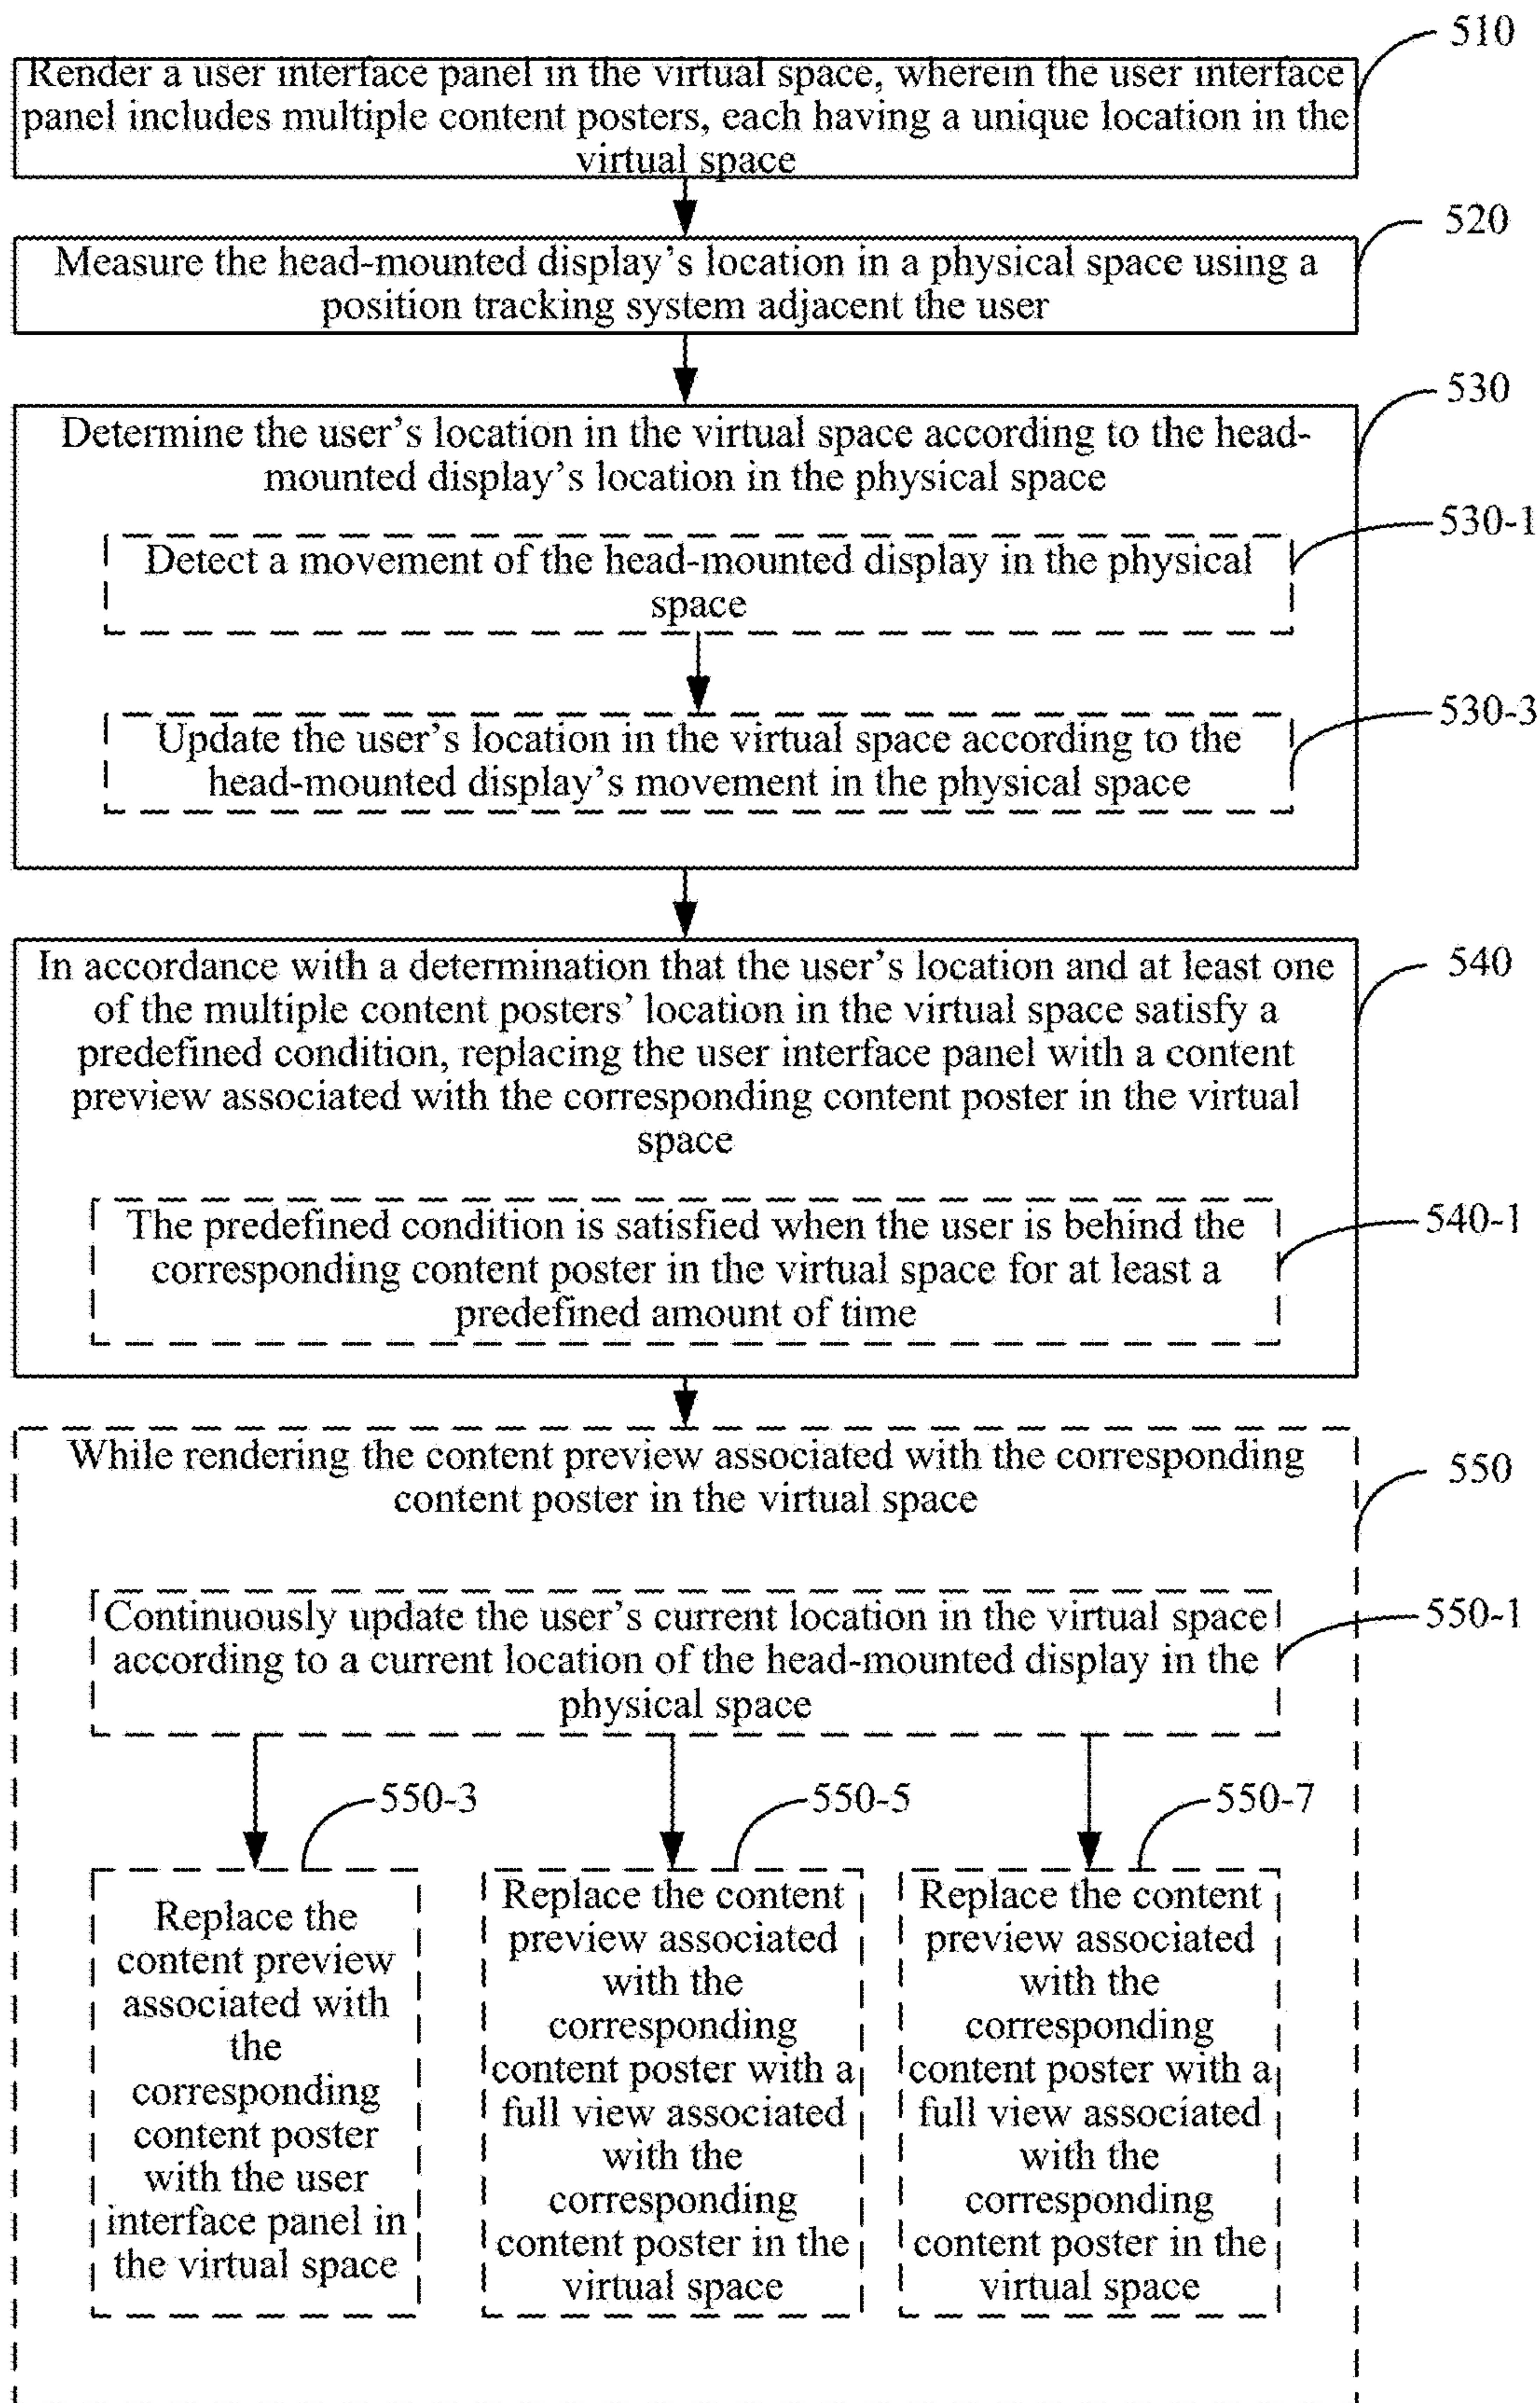 510
Render a user interface panel in the virtual space, wherein the user interface
panel includes multiple content posters, each having a unique location in the
virtual space
520
Measure the head-mounted display's location in a physical space using a
position tracking system adjacent the user
530
Determine the user's location in the virtual space according to the head-
mounted display's location in the physical space
530-1
Detect a movement of the head-mounted display in the physical
space
530-3
Update the user's location in the virtual space according to the
head-mounted display's movement in the physical space
540
In accordance with a determination that the user's location and at least one
of the multiple content posters' location in the virtual space satisfy a
predefined condition, replacing the user interface panel with a content
preview associated with the corresponding content poster in the virtual
space
540-1
The predefined condition is satisfied when the user is behind the
corresponding content poster in the virtual space for at least a
predefined amount of time
550
While rendering the content preview associated with the corresponding
content poster in the virtual space
550-1
Continuously update the user's current location in the virtual space
according to a current location of the head-mounted display in the
physical space
550-3
Replace the
content preview
associated with
the
corresponding
content poster
with the user
interface panel in
the virtual space
550-5
Replace the content
preview associated
with the
corresponding
content poster with a
full view associated
with the
corresponding
content poster in the
virtual space
550-7
Replace the content
preview associated
with the
corresponding
content poster with a
full view associated
with the
corresponding
content poster in the
virtual space